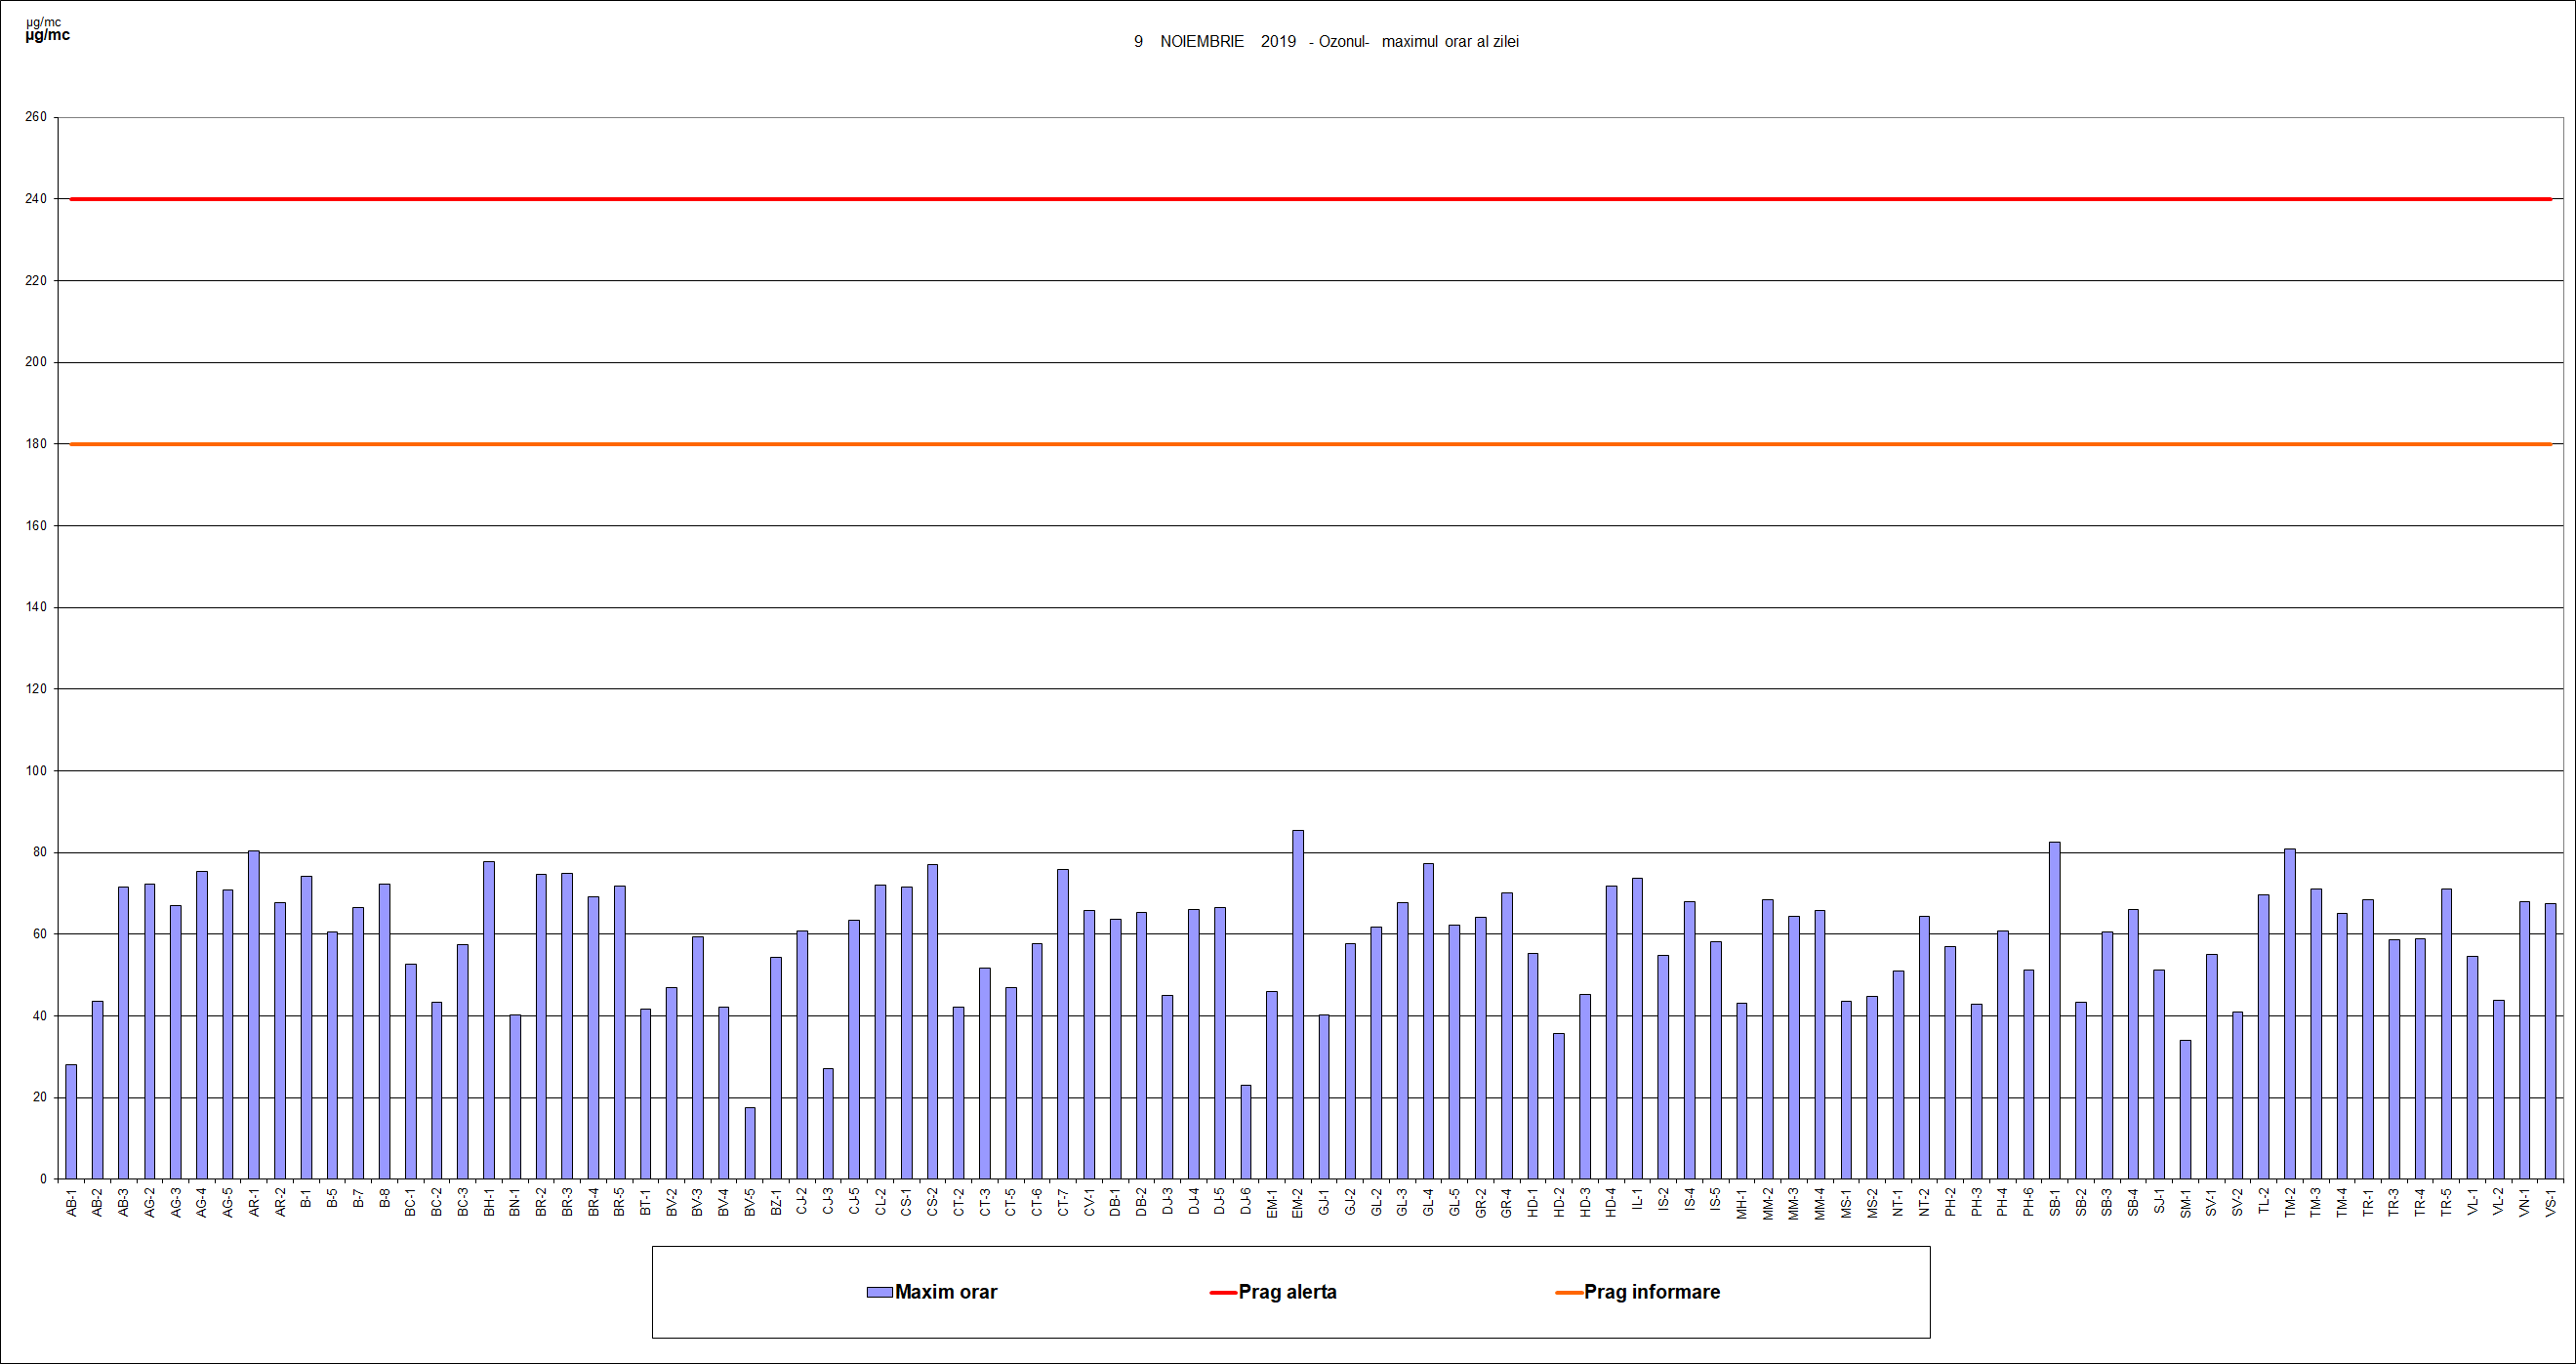 µg/mc
µg/mc
9 NOIEMBRIE 2019 - Ozonul- maximul orar al zilei
260
240
220
200
180
160
140
120
100
80
60
40
20
0
AB-1 AB-2 AB-3 AG-2 AG-3 AG-4 AG-5 AR-1 AR-2 B-1 B-5 B-7 B-8 BC-1 BC-2 BC-3 BH-1 BN-1 BR-2 BR-3 BR-4 BR-5 BT-1 BV-2 BV-3 BV-4 BV-5 BZ-1 CJ-2 CJ-3 CJ-5 CL-2 CS-1 CS-2 CT-2 CT-3 CT-5 CT-6 CT-7 CV-1 DB-1 DB-2 DJ-3 DJ-4 DJ-5 DJ-6 EM-1 EM-2 GJ-1 GJ-2 GL-2 GL-3 GL-4 GL-5 GR-2 GR-4 HD-1 HD-2 HD-3 HD-4 IL-1 IS-2 IS-4 IS-5 MH-1 MM-2 MM-3 MM-4 MS-1 MS-2 NT-1 NT-2 PH-2 PH-3 PH-4 PH-6 SB-1 SB-2 SB-3 SB-4 SJ-1 SM-1 SV-1 SV-2 TL-2 TM-2 TM-3 TM-4 TR-1 TR-3 TR-4 TR-5 VL-1 VL-2 VN-1 VS-1
Maxim orar Prag alerta Prag informare